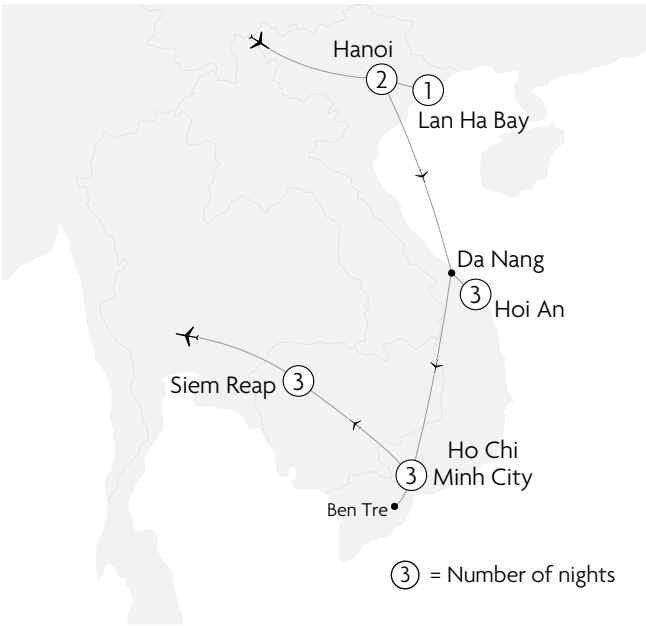 Hanoi
2
1
Lan Ha Bay
Da Nang
3
Hoi An
Siem Reap
3
Ho Chi
3
Minh City
Ben Tre
3 = Number of nights